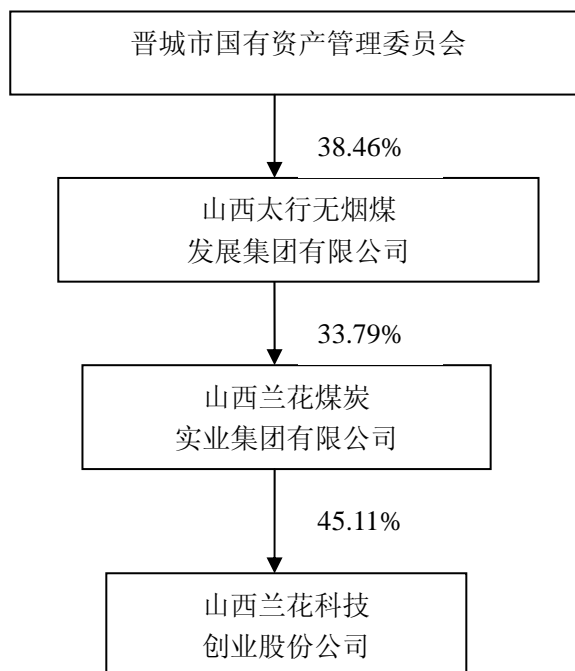 晋城市国有资产管理委员会
38.46%
山西太行无烟煤
发展集团有限公司
33.79%
山西兰花煤炭
实业集团有限公司
45.11%
山西兰花科技
创业股份公司